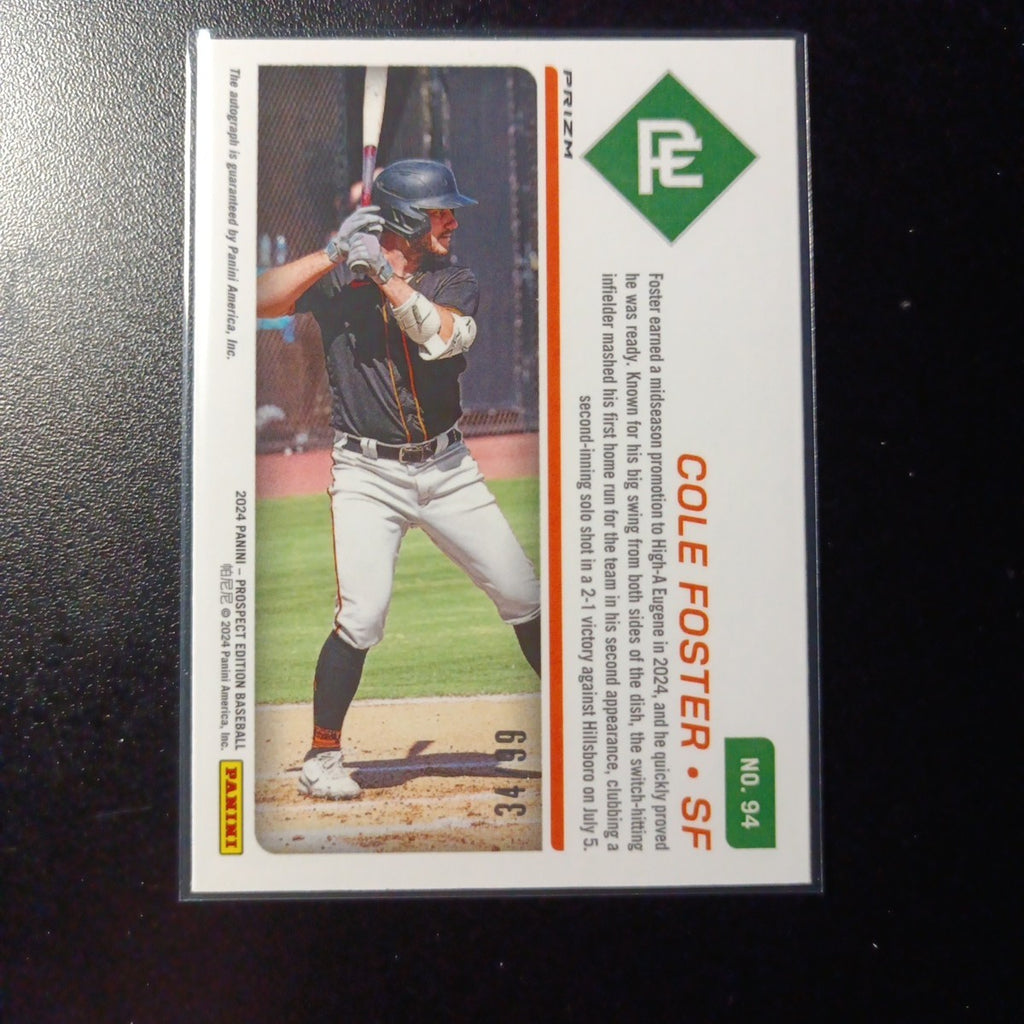 NO. 94
COLE FOSTER • SF
Foster earned a midseason promotion to High-A Eugene in 2024, and he quickly proved
he was ready. Known for his big swing from both sides of the dish, the switch-hitting
infielder mashed his first home run for the team in his second appearance, clubbing a
second-inning solo shot in a 2-1 victory against Hillsboro on July 5.
PE
PRIZM
34/99
The autograph is guaranteed by Panini America, Inc.
2024 PANINI – PROSPECT EDITION BASEBALL
帕尼尼 © 2024 Panini America, Inc.
PANINI